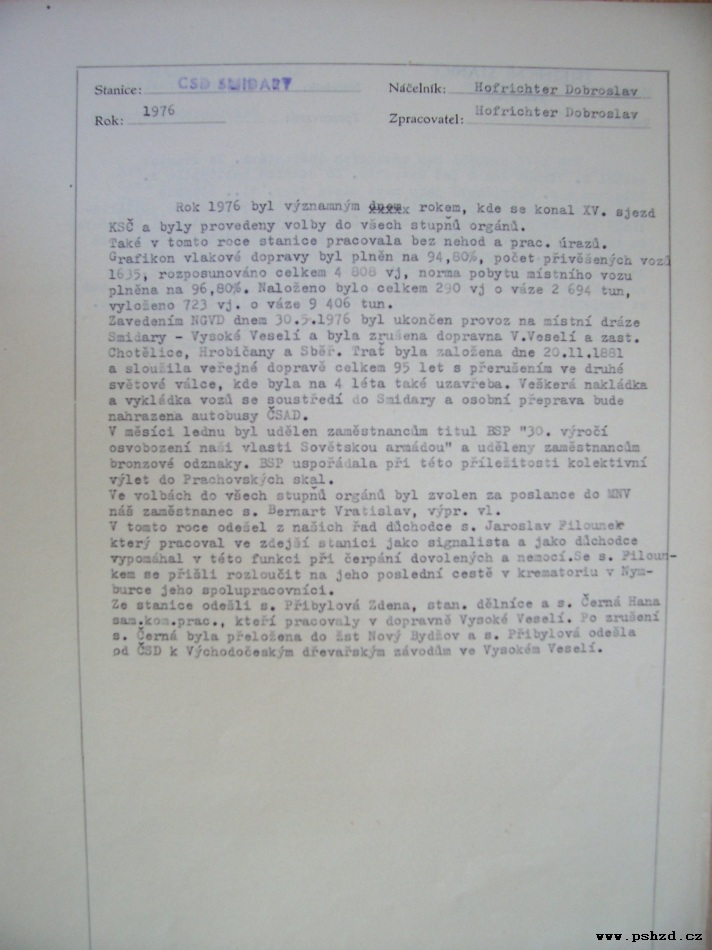 Stanice: ČSD SMIDARY Náčelník: Hofrichter Dobroslav
Rok: 1976 Zpracovatel: Hofrichter Dobroslav
Rok 1976 byl významným rokem, kde se konal XV. sjezd
KSČ a byly provedeny volby do všech stupňů orgánů.
Také v tomto roce stanice pracovala bez nehod a prac. úrazů.
Grafikon vlakové dopravy byl plněn na 94,80%, počet přivěšených vozů
1635, rozposunováno celkem 4 808 vj, norma pobytu místního vozu
plněna na 96,80%. Naloženo bylo celkem 290 vj o váze 2 694 tun,
vyloženo 723 vj. o váze 9 406 tun.
Zavedením NGVD dnem 30.5.1976 byl ukončen provoz na místní dráze
Smidary - Vysoké Veselí a byla zrušena dopravna V.Veselí a zast.
Chotělice, Hrobičany a Sběř. Trať byla založena dne 20.11.1881
a sloužila veřejné dopravě celkem 95 let s přerušením ve druhé
světové válce, kde byla na 4 léta také uzavřeba. Veškerá nakládka
a vykládka vozů se soustředí do Smidary a osobní přeprava bude
nahrazena autobusy ČSAD.
V měsíci lednu byl udělen zaměstnancům titul BSP "30. výročí
osvobození naší vlasti Sovětskou armádou" a uděleny zaměstnancům
bronzové odznaky. BSP uspořádala při této příležitosti kolektivní
výlet do Prachovských skal.
Ve volbách do všech stupňů orgánů byl zvolen za poslance do MNV
náš zaměstnanec s. Bernart Vratislav, výpr. vl.
V tomto roce odešel z našich řad důchodce s. Jaroslav Pilounek
který pracoval ve zdejší stanici jako signalista a jako důchodce
vypomáhal v této funkci při čerpání dovolených a nemocí.Se s. Piloun-
kem se přišli rozloučit na jeho poslední cestě v krematoriu v Nym-
burce jeho spolupracovníci.
Ze stanice odešli s. Přibylová Zdena, stan. dělnice a s. Černá Hana
sam.kom.prac., kteří pracovaly v dopravně Vysoké Veselí. Po zrušení
s. Černá byla přeložena do žst Nový Bydžov a s. Přibylová odešla
od ČSD k Východočeským dřevařským závodům ve Vysokém Veselí.
www.pshzd.cz